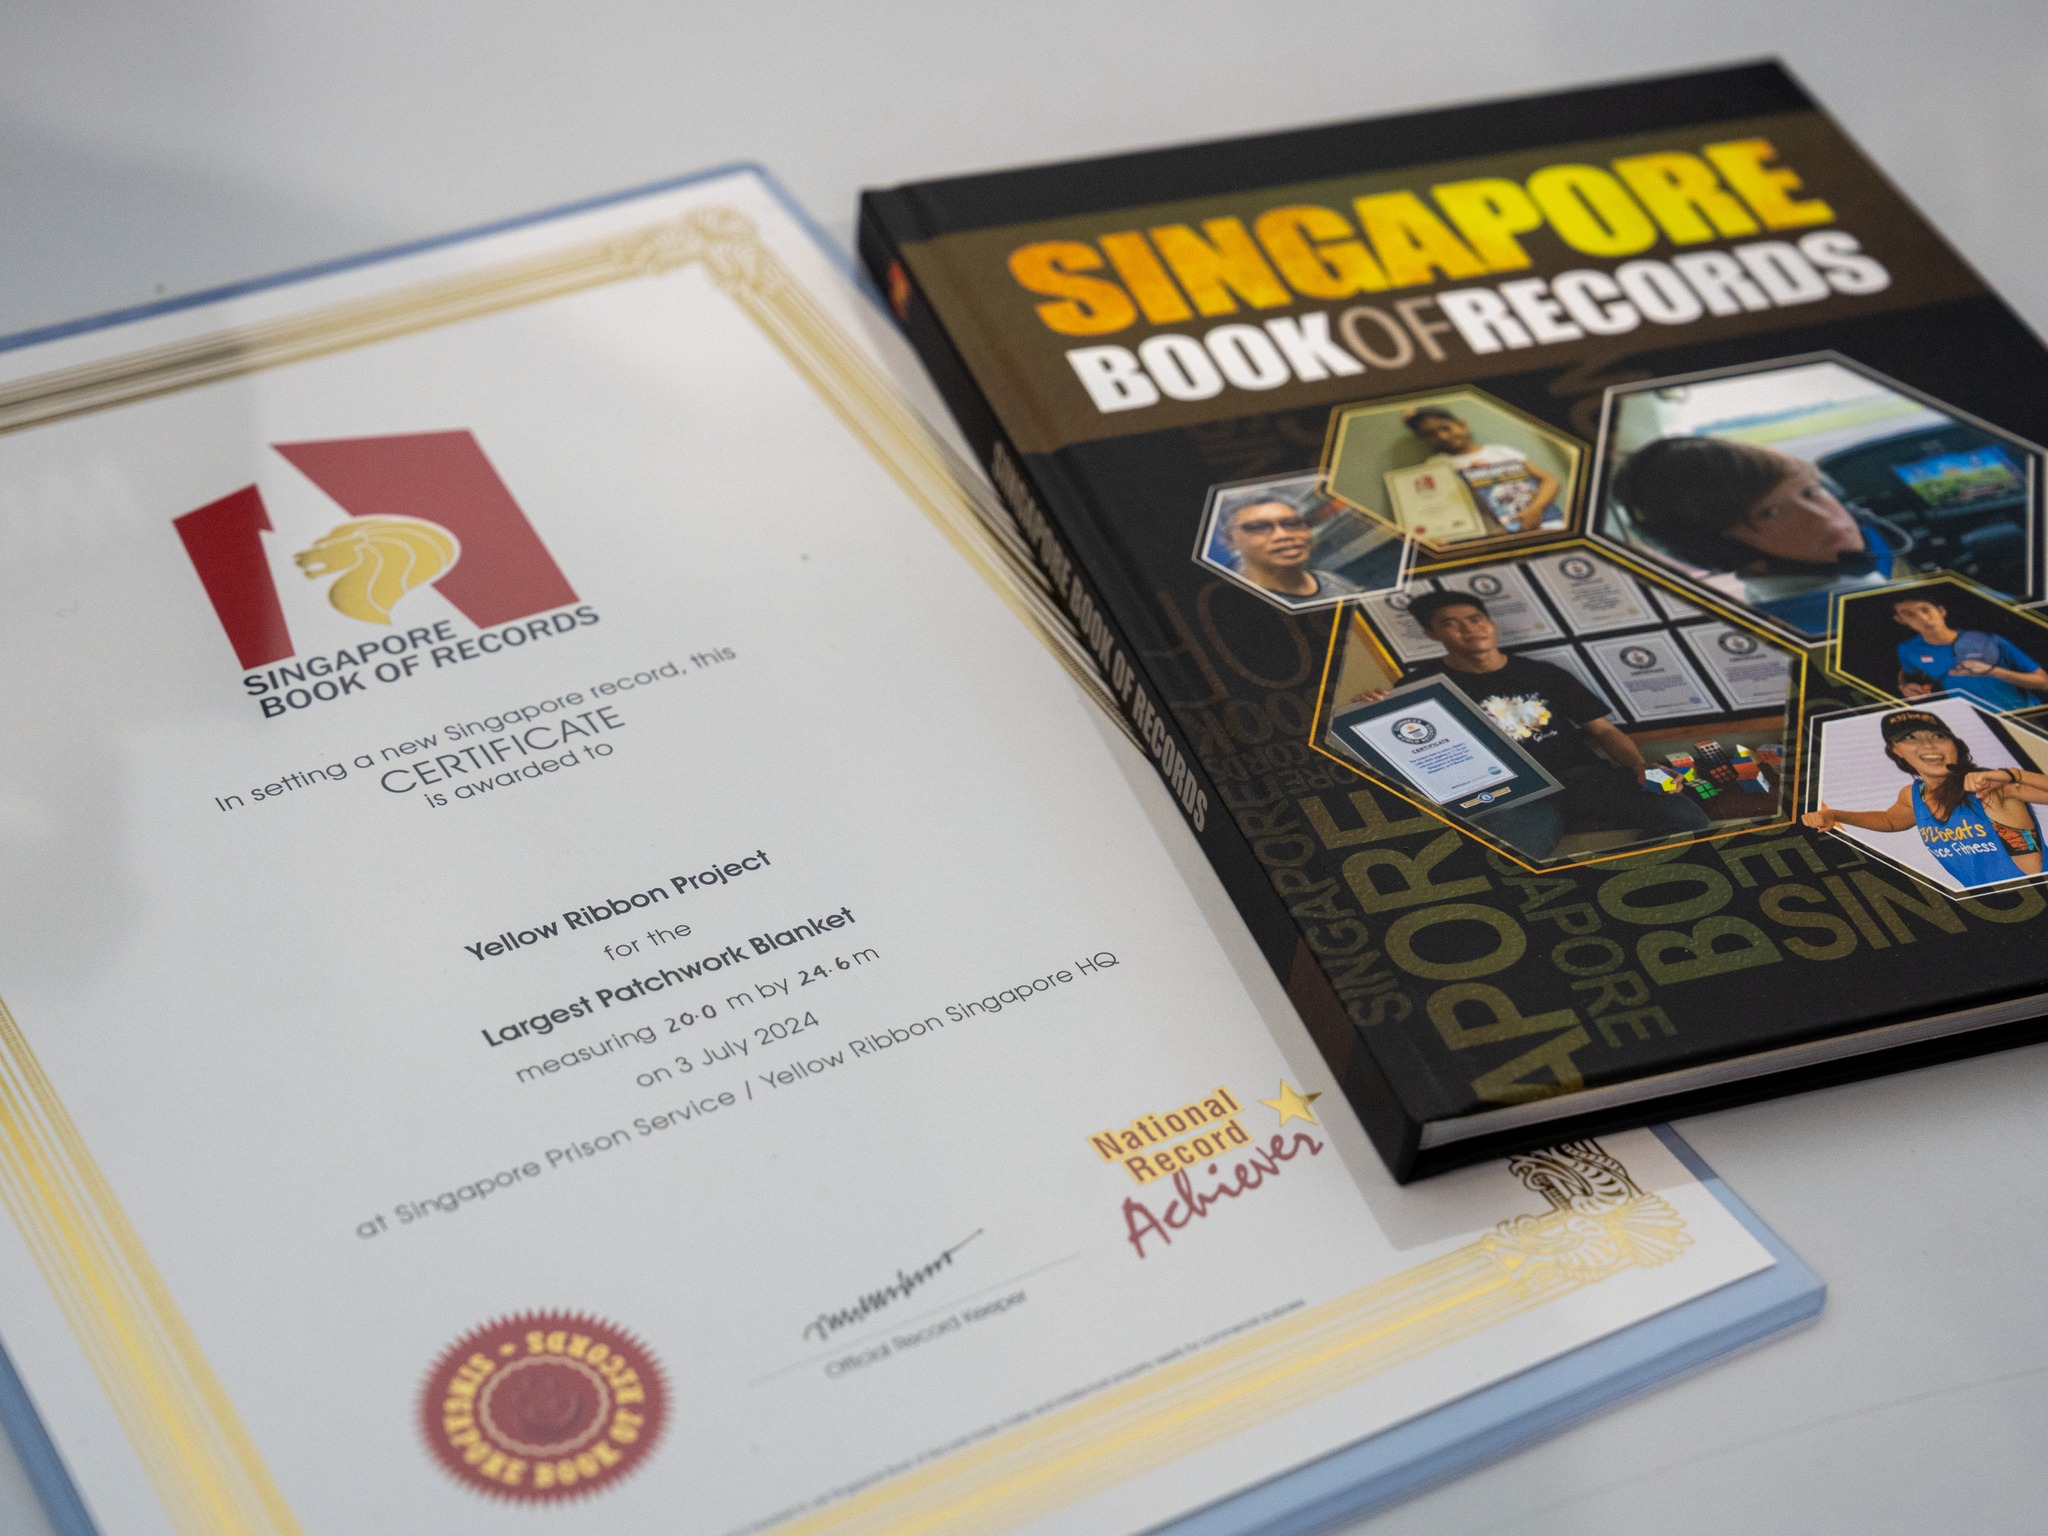 SINGAPORE
BOOK OF RECORDS
In setting a new Singapore record, this
CERTIFICATE
is awarded to
Yellow Ribbon Project
for the
Largest Patchwork Blanket
measuring 20.0 m by 24.6 m
on 3 July 2024
at Singapore Prison Service / Yellow Ribbon Singapore HQ
National
Record
Achiever
Official Record Keeper
SINGAPORE BOOK OF RECORDS -
SINGAPORE
BOOK OF RECORDS
SINGAPORE BOOK OF RECORDS
CERTIFICATE
32beats